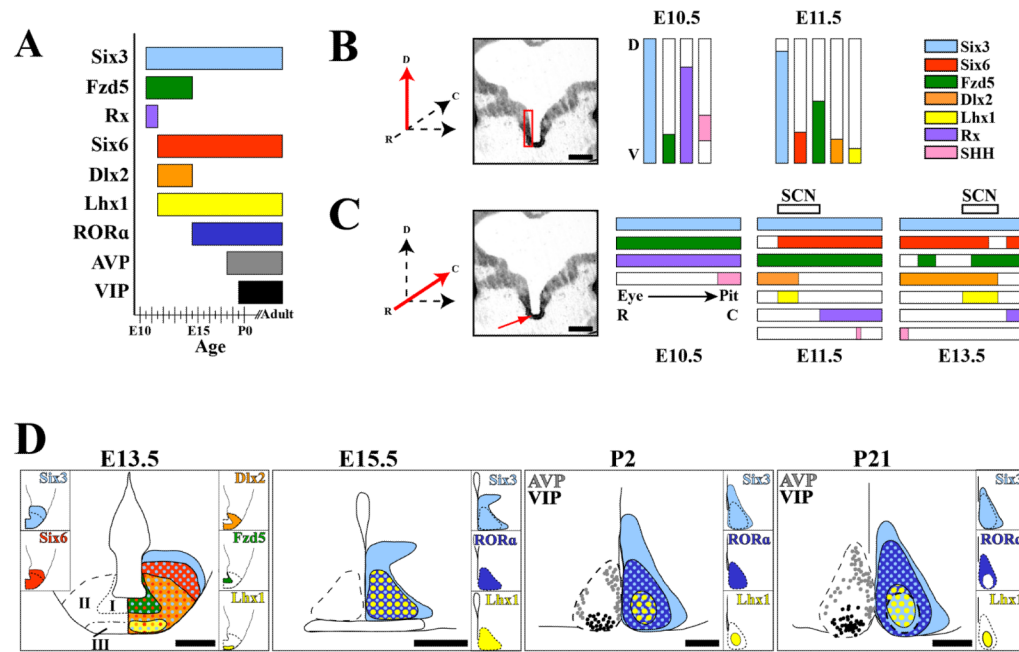 A
Six3
Fzd5
Rx
Six6
Dlx2
Lhx1
RORα
AVP
VIP
E10 E15 P0 Adult
Age
B
D
C
R
E10.5 E11.5
D
V
Six3
Six6
Fzd5
Dlx2
Lhx1
Rx
SHH
C
D
C
R
SCN SCN
Eye Pit
R C
E10.5 E11.5 E13.5
D
E13.5 E15.5 P2 P21
Six3
Six6
II
I
III
Dlx2
Fzd5
Lhx1
Six3
RORα
Lhx1
AVP
VIP
Six3
RORα
Lhx1
AVP
VIP
Six3
RORα
Lhx1